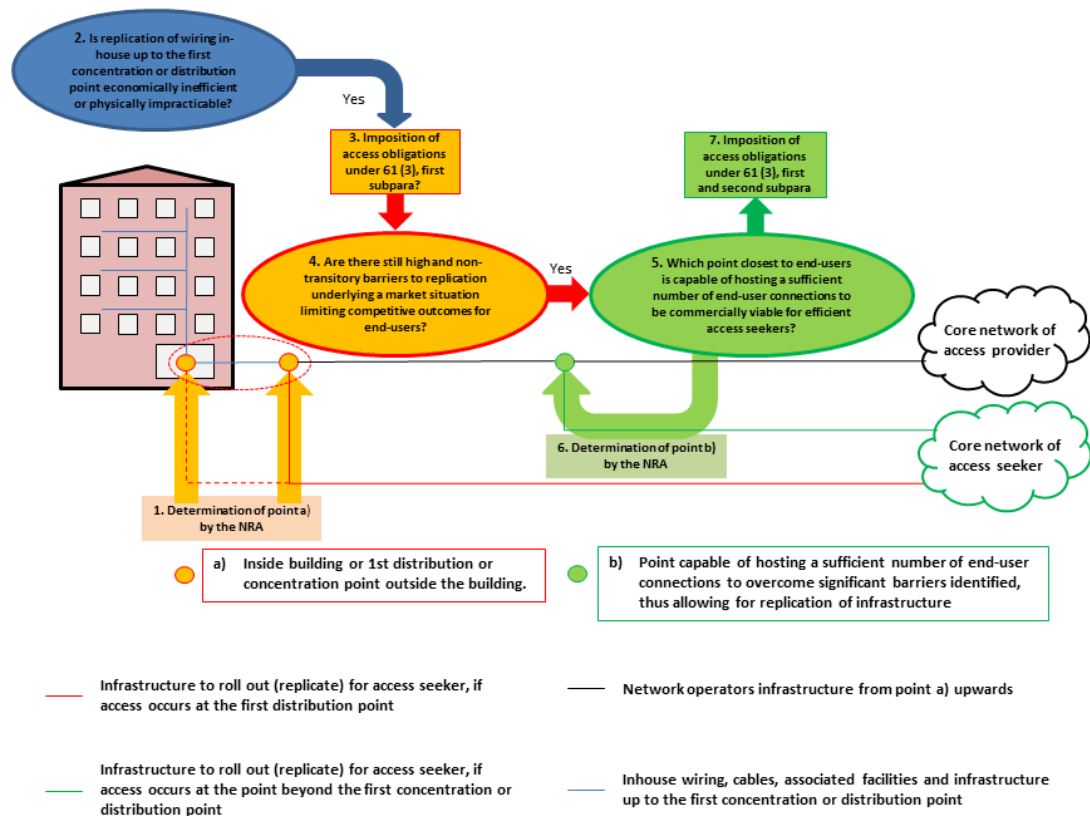 2. Is replication of wiring in-
house up to the first
concentration or distribution
point economically inefficient
or physically impracticable?
Yes
3. Imposition of
access obligations
under 61 (3), first
subpara?
7. Imposition of
access obligations
under 61 (3), first
and second subpara
4. Are there still high and non-
transitory barriers to replication
underlying a market situation
limiting competitive outcomes for
end-users?
Yes
5. Which point closest to end-users
is capable of hosting a sufficient
number of end-user connections to
be commercially viable for efficient
access seekers?
Core network of
access provider
6. Determination of point b)
by the NRA
Core network of
access seeker
1. Determination of point a)
by the NRA
a) Inside building or 1st distribution or
concentration point outside the building.
b) Point capable of hosting a sufficient number of end-user
connections to overcome significant barriers identified,
thus allowing for replication of infrastructure
Infrastructure to roll out (replicate) for access seeker, if
access occurs at the first distribution point
Network operators infrastructure from point a) upwards
Infrastructure to roll out (replicate) for access seeker, if
access occurs at the point beyond the first concentration or
distribution point
Inhouse wiring, cables, associated facilities and infrastructure
up to the first concentration or distribution point